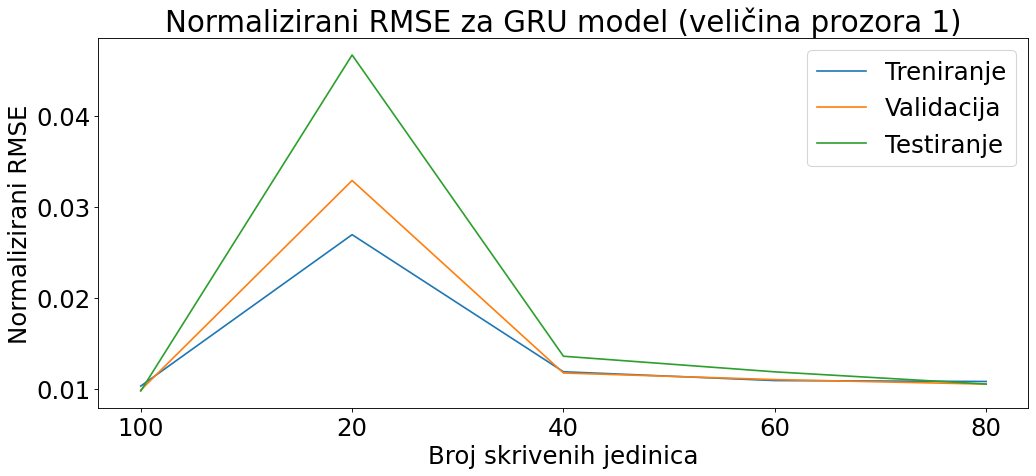 Normalizirani RMSE za GRU model (veličina prozora 1)
Treniranje
Validacija
Testiranje
Normalizirani RMSE
0.04
0.03
0.02
0.01
100 20 40 60 80
Broj skrivenih jedinica